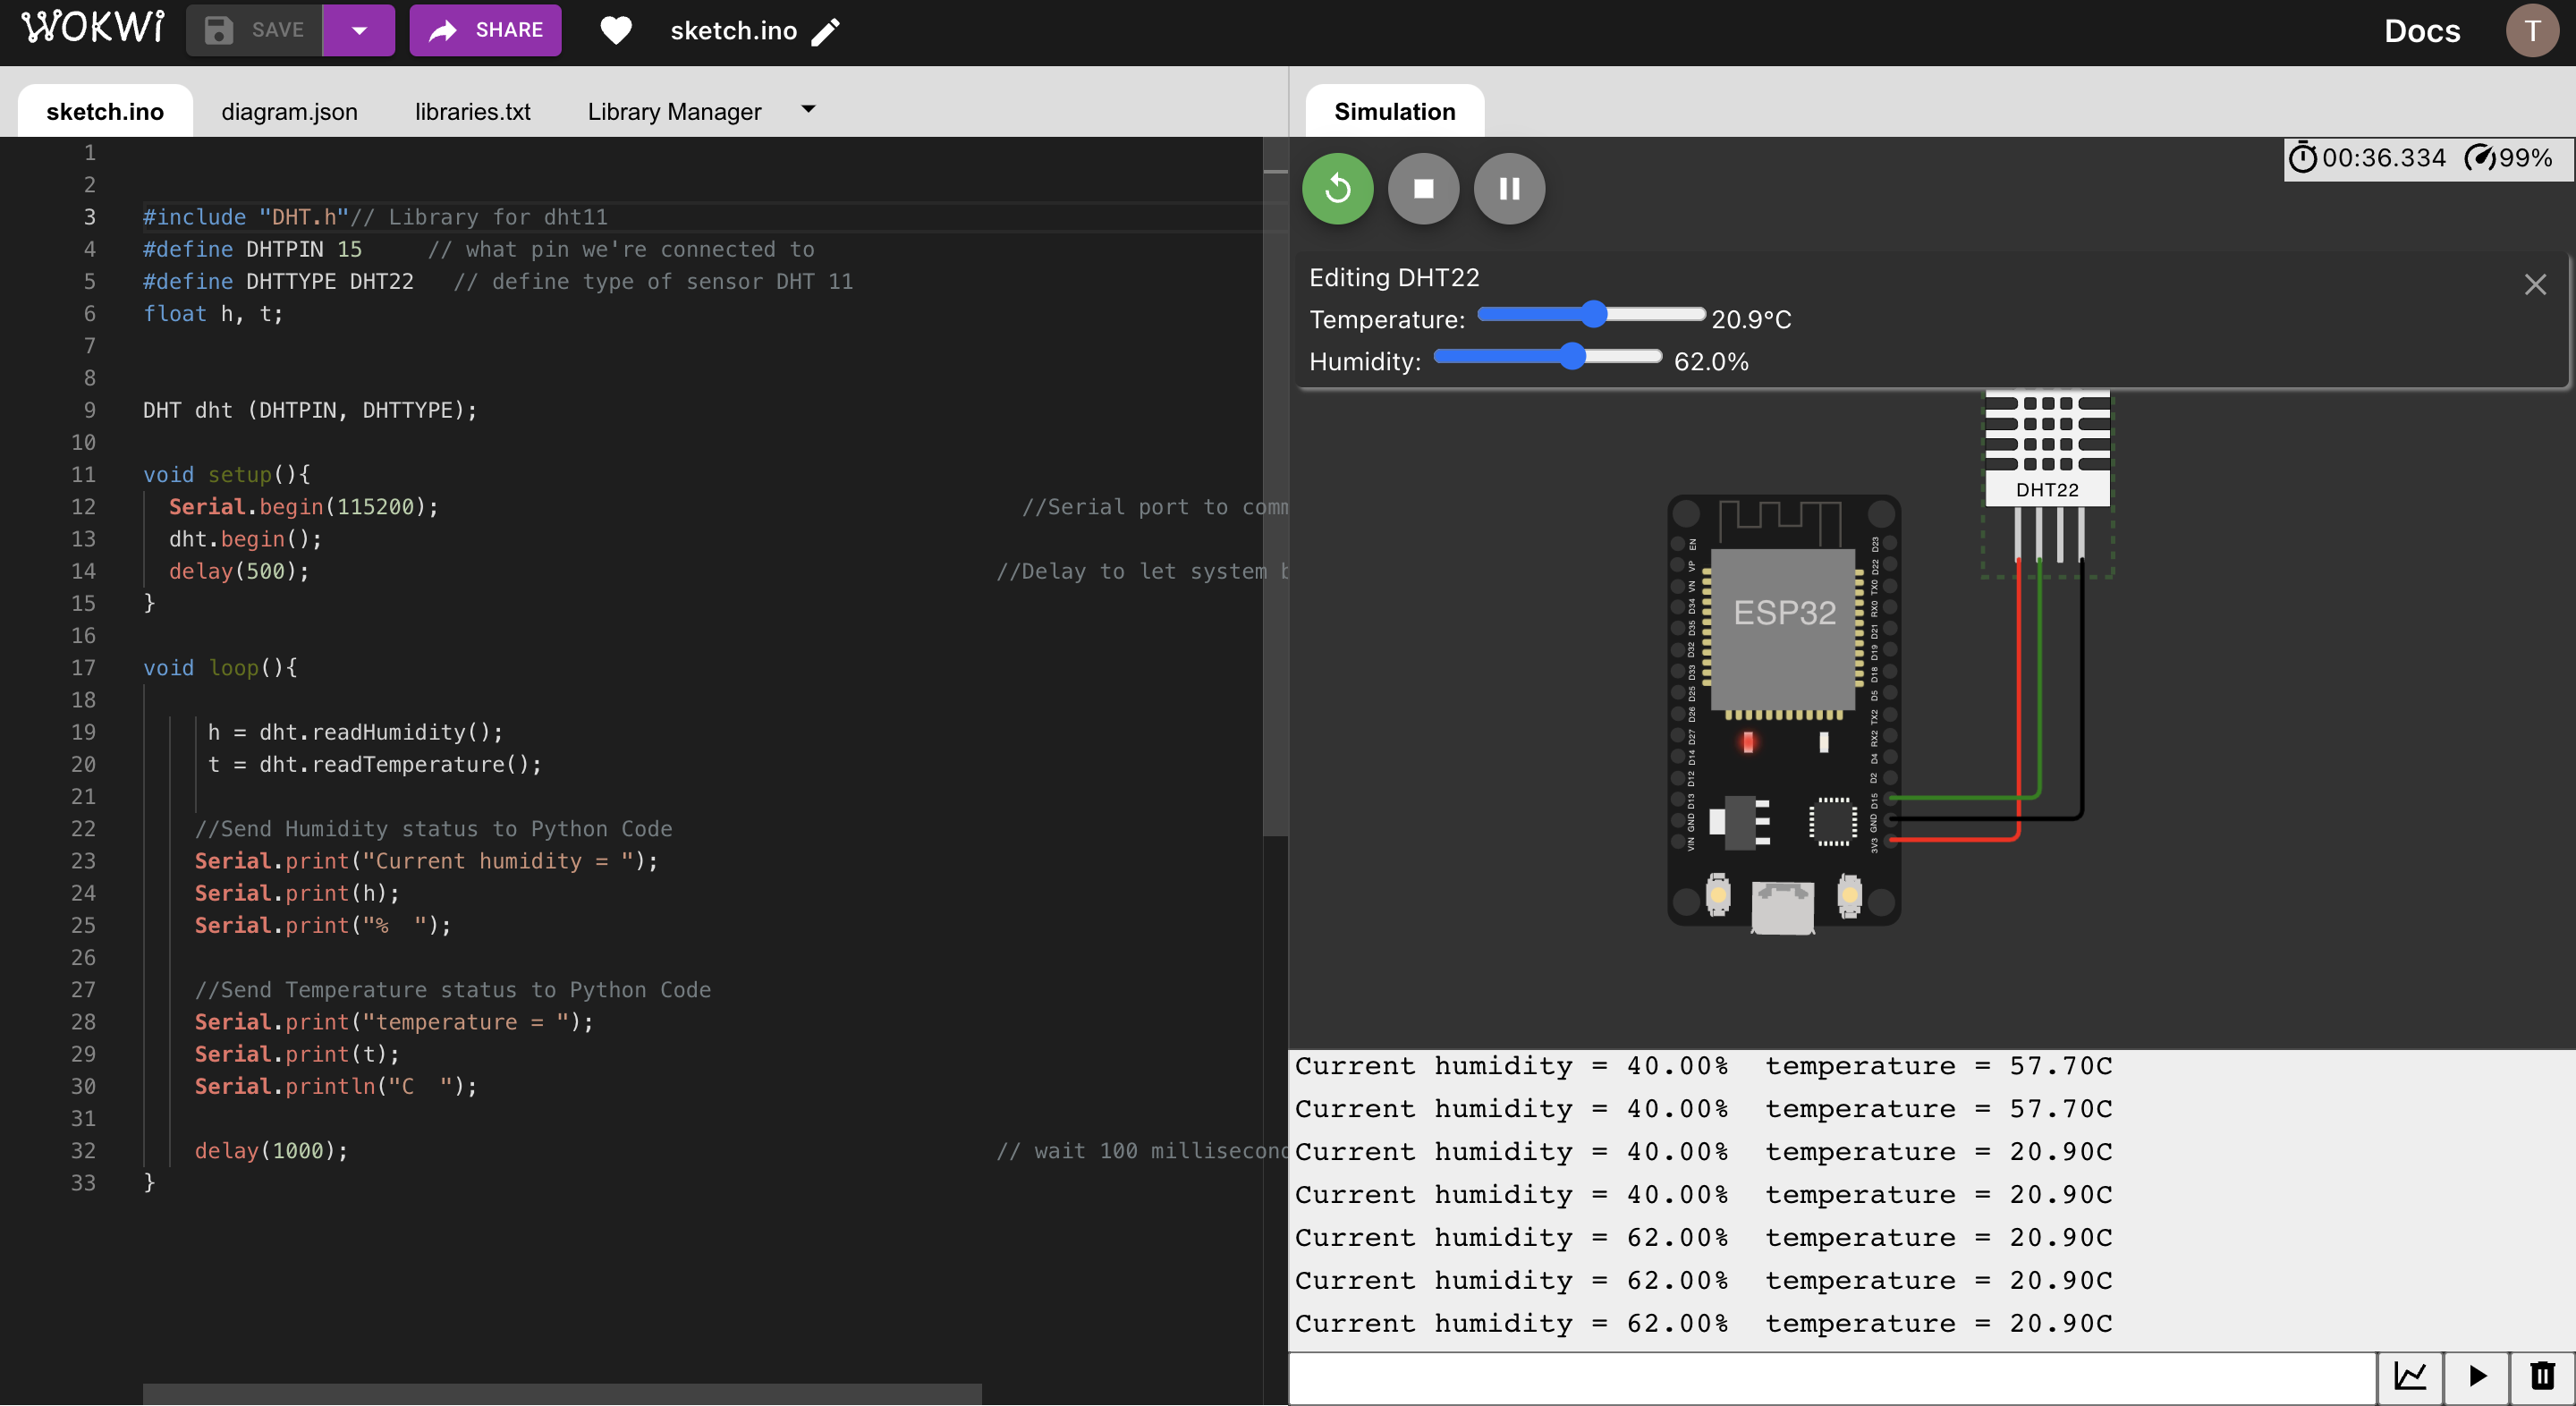 WOKWI SAVE SHARE sketch.ino Docs T
sketch.ino diagram.json libraries.txt Library Manager
1
2
3 #include "DHT.h"// Library for dht11
4 #define DHTPIN 15     // what pin we're connected to
5 #define DHTTYPE DHT22   // define type of sensor DHT 11
6 float h, t;
7
8
9 DHT dht (DHTPIN, DHTTYPE);
10
11 void setup(){
12   Serial.begin(115200); //Serial port to comm
13   dht.begin();
14   delay(500); //Delay to let system b
15 }
16
17 void loop(){
18
19      h = dht.readHumidity();
20      t = dht.readTemperature();
21
22     //Send Humidity status to Python Code
23     Serial.print("Current humidity = ");
24     Serial.print(h);
25     Serial.print("%  ");
26
27     //Send Temperature status to Python Code
28     Serial.print("temperature = ");
29     Serial.print(t);
30     Serial.println("C  ");
31
32     delay(1000); // wait 100 millisecond
33 }
Simulation
00:36.334 99%
Editing DHT22
Temperature: 20.9°C
Humidity: 62.0%
DHT22
ESP32
EN
VP
VN
D34
D35
D32
D33
D25
D26
D27
D14
D12
D13
GND
VIN
D23
D22
TX0
RX0
D21
D19
D18
D5
TX2
RX2
D4
D2
D15
GND
3V3
Current humidity = 40.00%  temperature = 57.70C
Current humidity = 40.00%  temperature = 57.70C
Current humidity = 40.00%  temperature = 20.90C
Current humidity = 40.00%  temperature = 20.90C
Current humidity = 62.00%  temperature = 20.90C
Current humidity = 62.00%  temperature = 20.90C
Current humidity = 62.00%  temperature = 20.90C